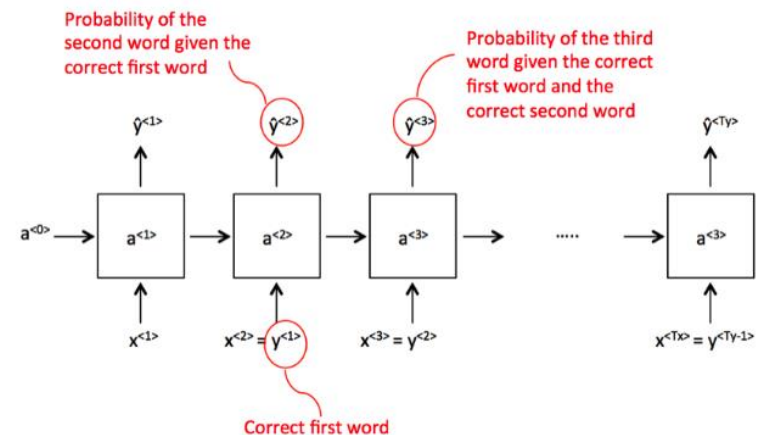 Probability of the
second word given the
correct first word
Probability of the third
word given the correct
first word and the
correct second word
ŷ<1>
ŷ<2>
ŷ<3>
ŷ<Ty>
a<0>
a<1>
a<2>
a<3>
.....
a<3>
x<1>
x<2> = y<1>
x<3> = y<2>
x<Tx> = y<Ty-1>
Correct first word